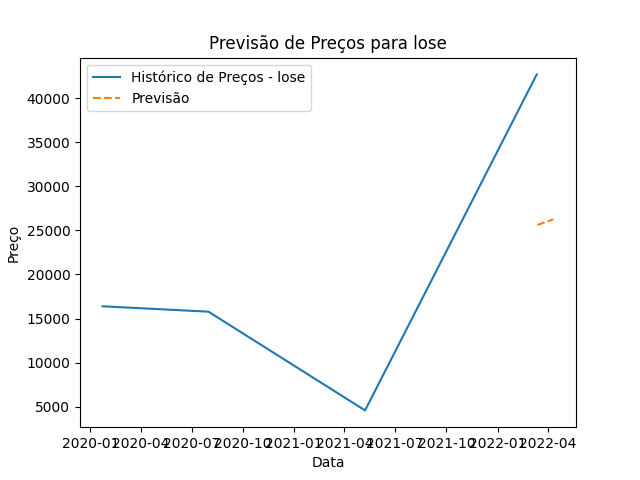 Previsão de Preços para lose
Histórico de Preços - lose
Previsão
40000
35000
30000
25000
20000
15000
10000
5000
Preço
2020-01 2020-04 2020-07 2020-10 2021-01 2021-04 2021-07 2021-10 2022-01 2022-04
Data